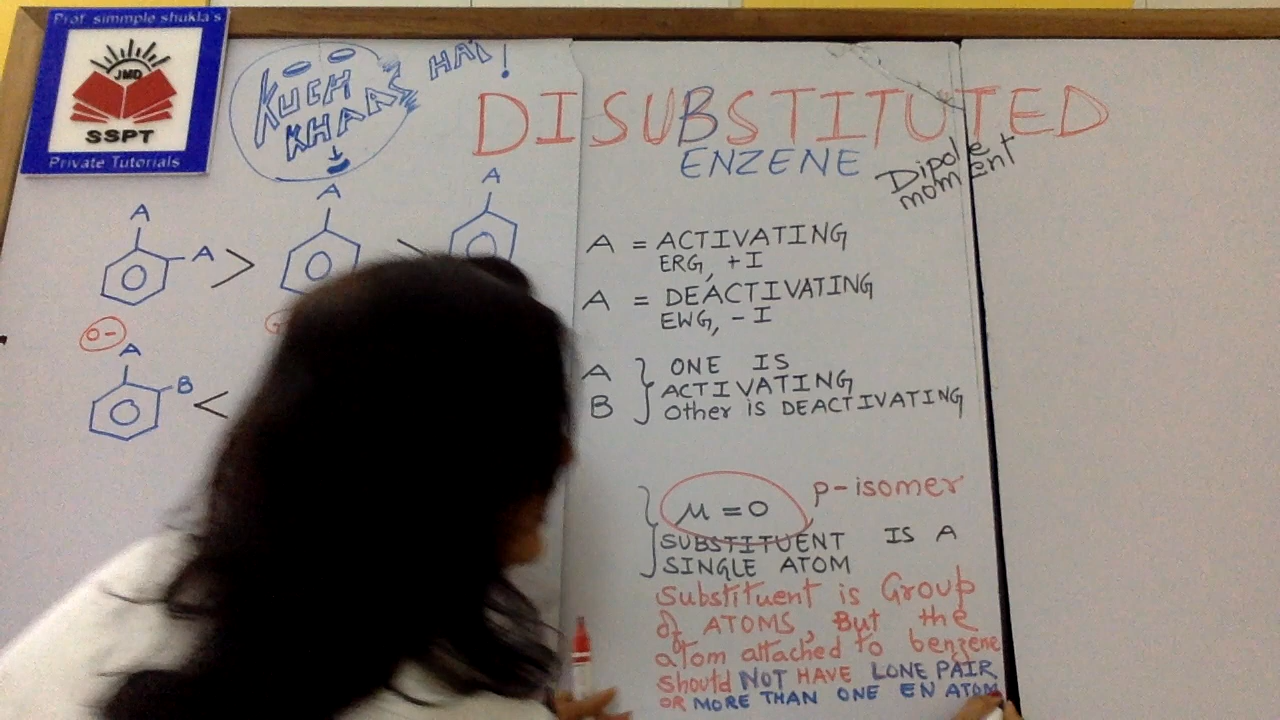 Prof. simmple shukla's
JMD
SSPT
Private Tutorials
KUCH
KHAAS HAI!
DISUBSTITUTED
ENZENE
Dipole
moment
A
A
>
A
>
A
O-
A
B
<
A = ACTIVATING
ERG, +I
A = DEACTIVATING
EWG, -I
A } ONE IS
ACTIVATING
B Other is DEACTIVATING
μ = 0 p-isomer
SUBSTITUENT IS A
SINGLE ATOM
Substituent is Group
of ATOMS, But the
atom attached to benzene
should NOT HAVE LONE PAIR
OR MORE THAN ONE EN ATOM